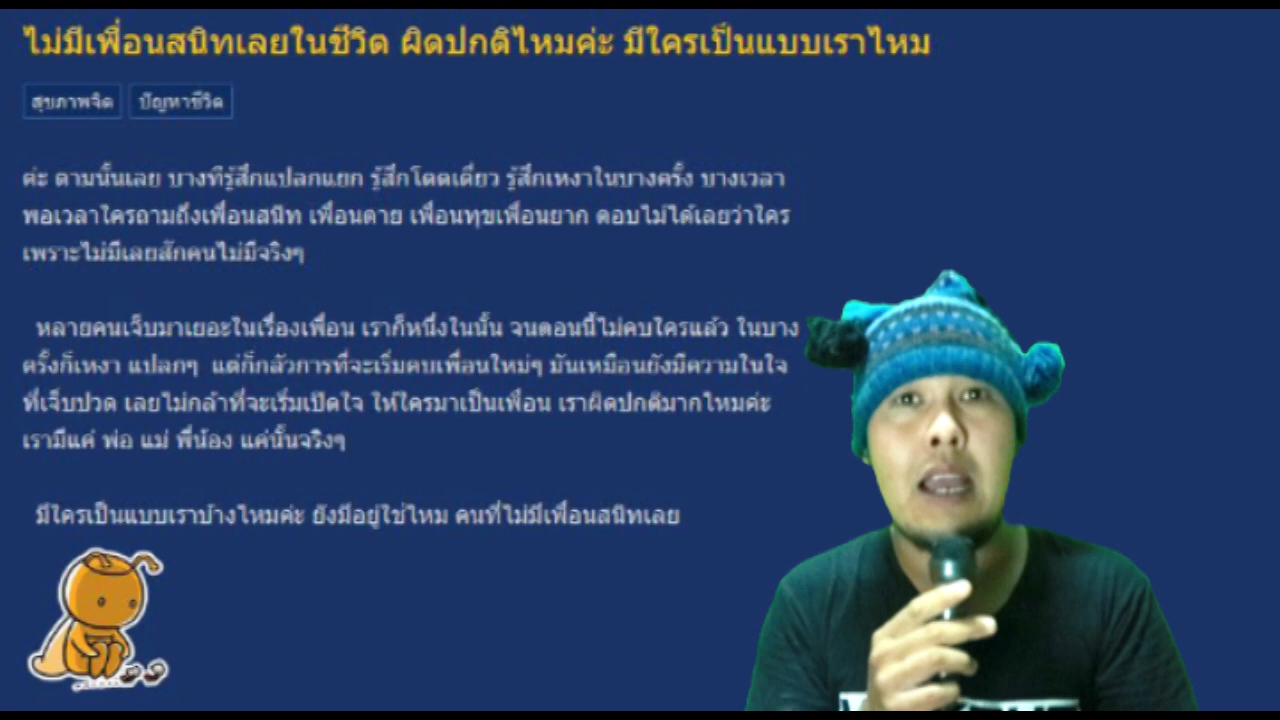 ไม่มีเพื่อนสนิทเลยในชีวิต ผิดปกติไหมค่ะ มีใครเป็นแบบเราไหม
สุขภาพจิต ปัญหาชีวิต
ค่ะ ตามนั้นเลย บางทีรู้สึกแปลกแยก รู้สึกโดดเดี่ยว รู้สึกเหงาในบางครั้ง บางเวลา
พอเวลาใครถามถึงเพื่อนสนิท เพื่อนตาย เพื่อนทุขเพื่อนยาก ตอบไม่ได้เลยว่าใคร
เพราะไม่มีเลยสักคนไม่มีจริงๆ
หลายคนเจ็บมาเยอะในเรื่องเพื่อน เราก็หนึ่งในนั้น จนตอนนี้ไม่คบใครแล้ว ในบาง
ครั้งก็เหงา แปลกๆ แต่ก็กลัวการที่จะเริ่มคบเพื่อนใหม่ๆ มันเหมือนยังมีความในใจ
ที่เจ็บปวด เลยไม่กล้าที่จะเริ่มเปิดใจ ให้ใครมาเป็นเพื่อน เราผิดปกติมากไหมค่ะ
เรามีแค่ พ่อ แม่ พี่น้อง แค่นั้นจริงๆ
มีใครเป็นแบบเราบ้างไหมค่ะ ยังมีอยู่ใช่ไหม คนที่ไม่มีเพื่อนสนิทเลย